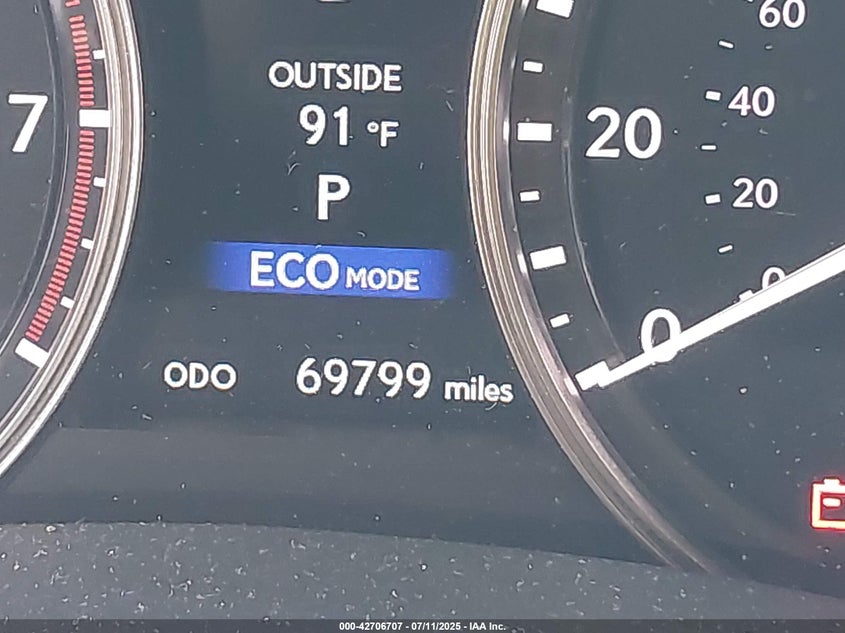 OUTSIDE
91 °F
P
ECO MODE
ODO 69799 miles
7
20
0
60
40
20
0
000-42706707 - 07/11/2025 - IAA Inc.